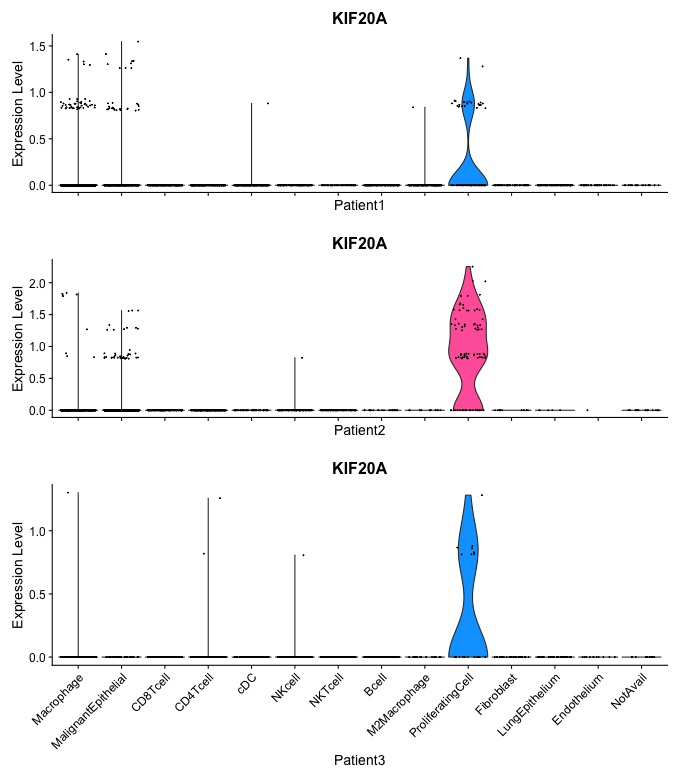 KIF20A
Expression Level
1.5
1.0
0.5
0.0
Patient1
KIF20A
Expression Level
2.0
1.5
1.0
0.5
0.0
Patient2
KIF20A
Expression Level
1.0
0.5
0.0
Macrophage
MalignantEpithelial
CD8Tcell
CD4Tcell
cDC
NKcell
NKTcell
Bcell
M2Macrophage
ProliferatingCell
Fibroblast
LungEpithelium
Endothelium
NotAvail
Patient3